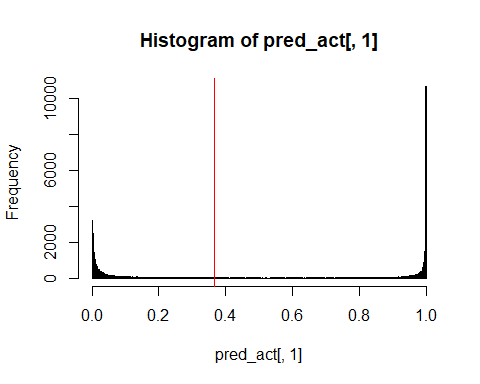 Histogram of pred_act[, 1]
Frequency
10000
6000
2000
0
0.0 0.2 0.4 0.6 0.8 1.0
pred_act[, 1]